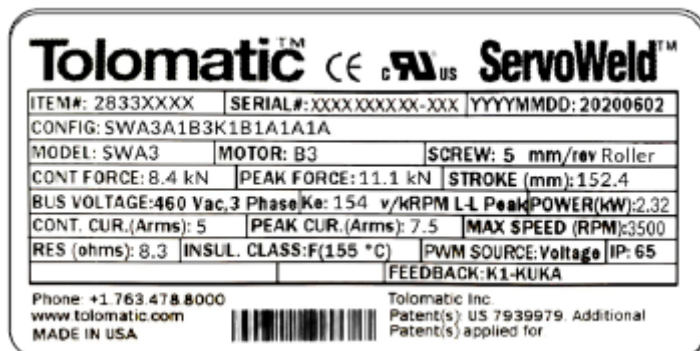 Tolomatic™ CE c RU us ServoWeld™
ITEM#: 2833XXXX SERIAL#:XXXXXXXXXX-XXX YYYYMMDD: 20200602
CONFIG: SWA3A1B3K1B1A1A1A
MODEL: SWA3 MOTOR: B3 SCREW: 5 mm/rev Roller
CONT FORCE: 8.4 kN PEAK FORCE: 11.1 kN STROKE (mm):152.4
BUS VOLTAGE:460 Vac,3 Phase Ke: 154 v/kRPM L-L Peak POWER(kW):2.32
CONT. CUR.(Arms): 5 PEAK CUR.(Arms): 7.5 MAX SPEED (RPM):3500
RES (ohms): 8.3 INSUL. CLASS:F(155 °C) PWM SOURCE:Voltage IP: 65
FEEDBACK:K1-KUKA
Phone: +1.763.478.8000
www.tolomatic.com
MADE IN USA
Tolomatic Inc.
Patent(s): US 7939979. Additional
Patent(s) applied for